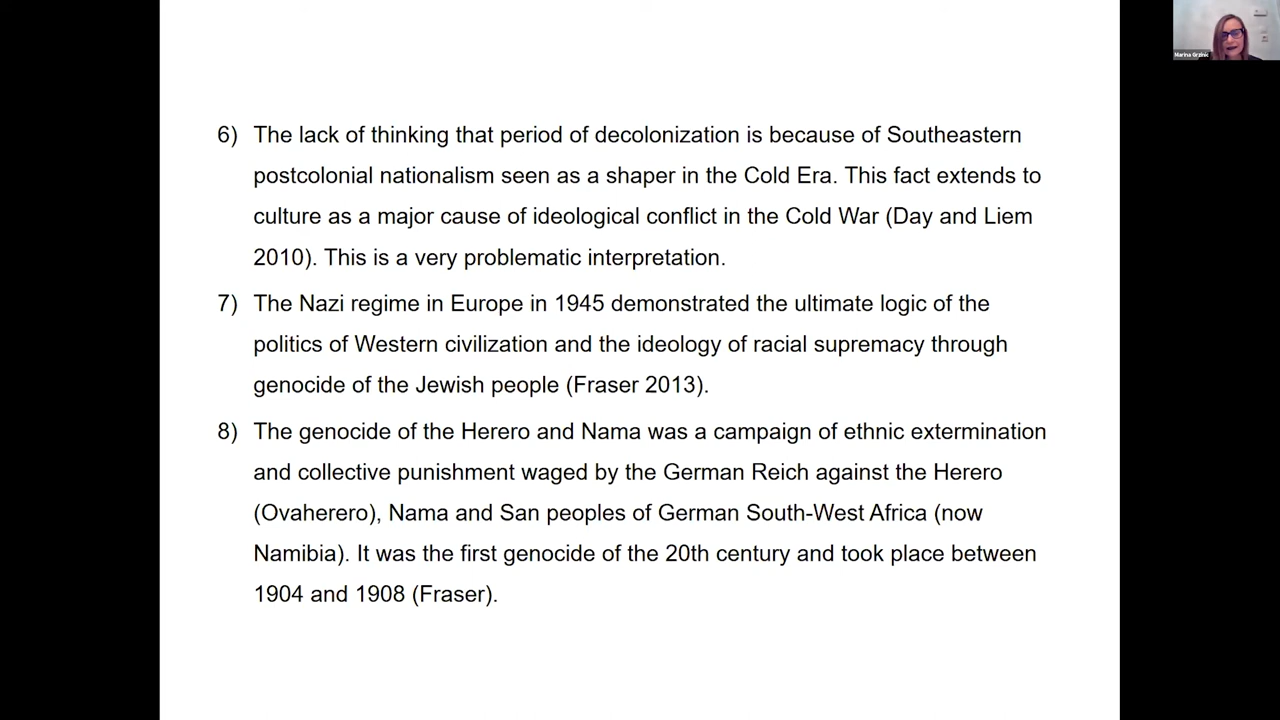 Marina Grzinic
6) The lack of thinking that period of decolonization is because of Southeastern
postcolonial nationalism seen as a shaper in the Cold Era. This fact extends to
culture as a major cause of ideological conflict in the Cold War (Day and Liem
2010). This is a very problematic interpretation.
7) The Nazi regime in Europe in 1945 demonstrated the ultimate logic of the
politics of Western civilization and the ideology of racial supremacy through
genocide of the Jewish people (Fraser 2013).
8) The genocide of the Herero and Nama was a campaign of ethnic extermination
and collective punishment waged by the German Reich against the Herero
(Ovaherero), Nama and San peoples of German South-West Africa (now
Namibia). It was the first genocide of the 20th century and took place between
1904 and 1908 (Fraser).